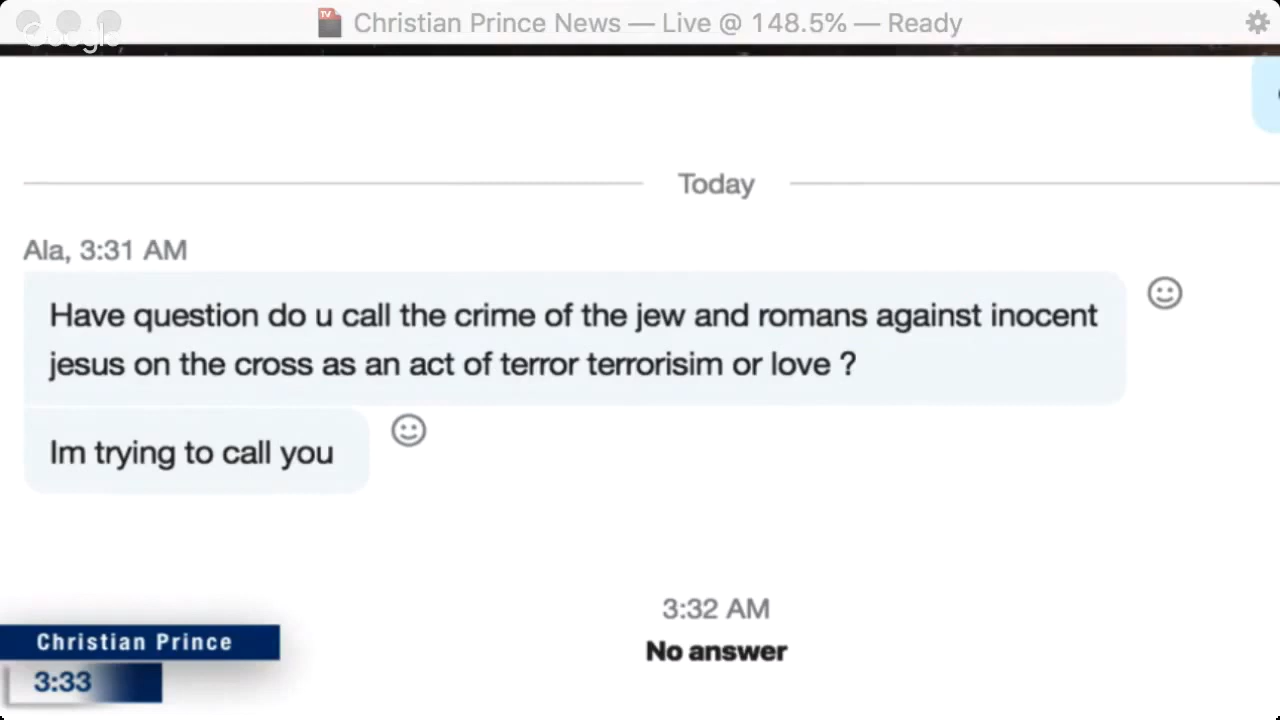 Christian Prince News — Live @ 148.5% — Ready
Google
TV
Today
Ala, 3:31 AM
Have question do u call the crime of the jew and romans against inocent
jesus on the cross as an act of terror terrorisim or love ?
Im trying to call you
3:32 AM
No answer
Christian Prince
3:33